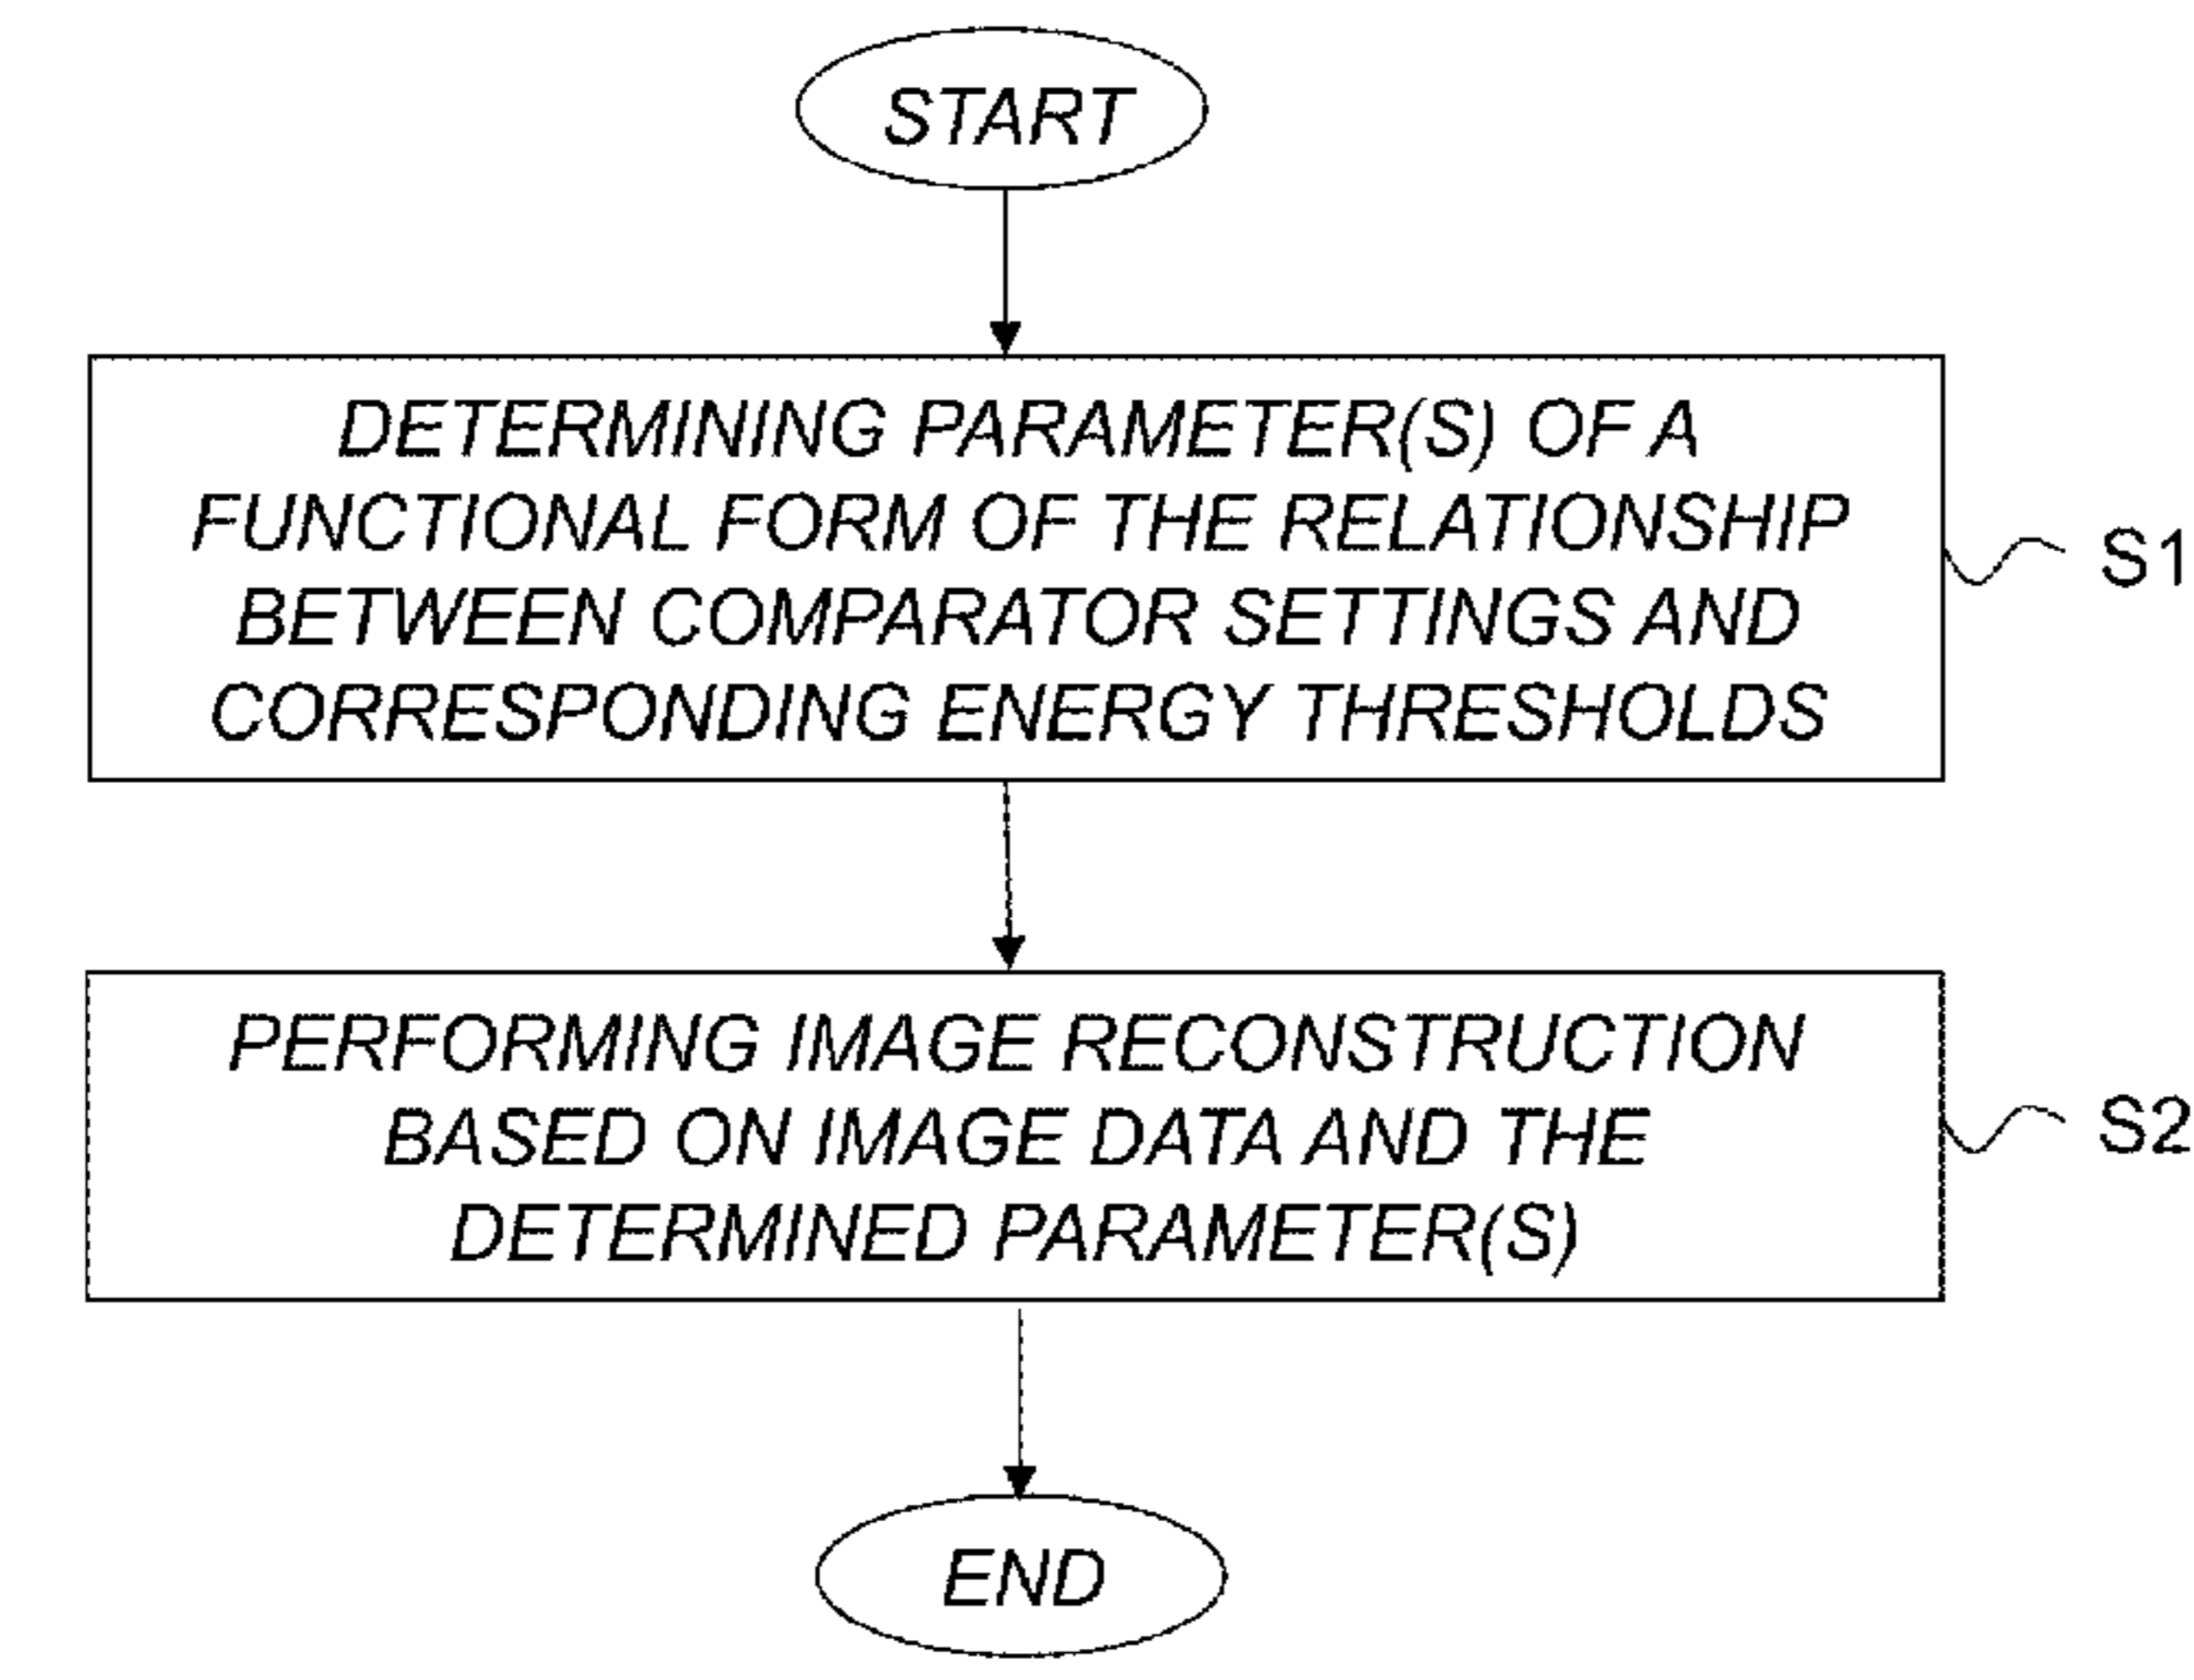 START
DETERMINING PARAMETER(S) OF A
FUNCTIONAL FORM OF THE RELATIONSHIP
BETWEEN COMPARATOR SETTINGS AND
CORRESPONDING ENERGY THRESHOLDS
S1
PERFORMING IMAGE RECONSTRUCTION
BASED ON IMAGE DATA AND THE
DETERMINED PARAMETER(S)
S2
END